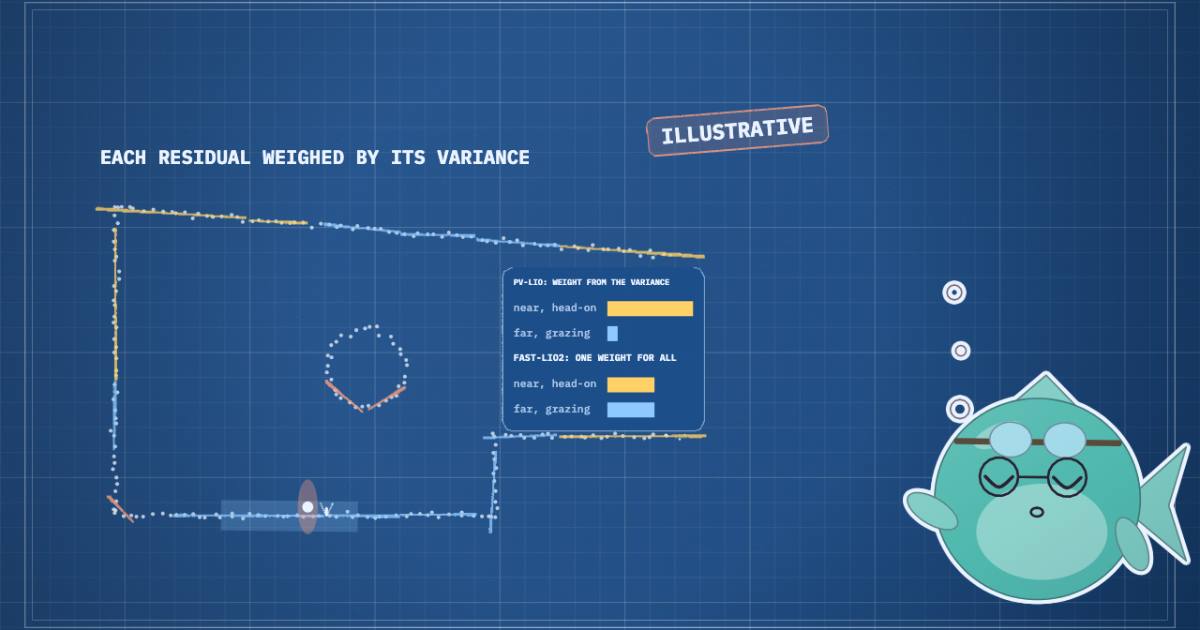 ILLUSTRATIVE
EACH RESIDUAL WEIGHED BY ITS VARIANCE
PV-LIO: WEIGHT FROM THE VARIANCE
near, head-on
far, grazing
FAST-LIO2: ONE WEIGHT FOR ALL
near, head-on
far, grazing